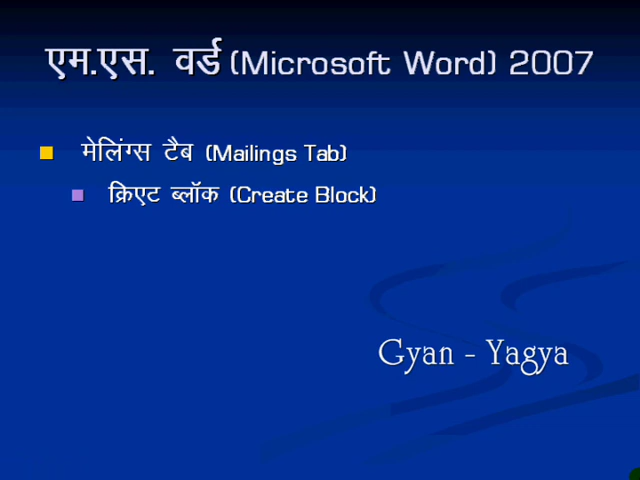 एम.एस. वर्ड (Microsoft Word) 2007
मेलिंग्स टैब (Mailings Tab)
क्रिएट ब्लॉक (Create Block)
Gyan - Yagya